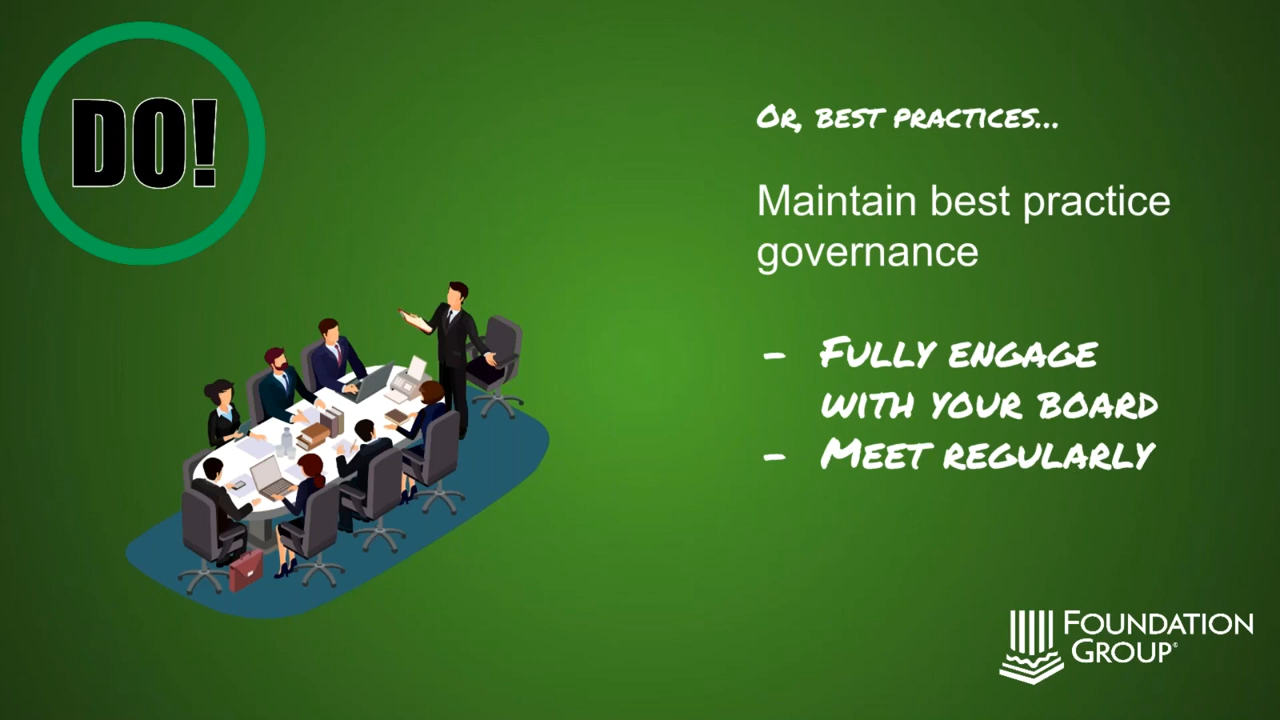 DO!
Or, best practices...
Maintain best practice
governance
- Fully engage
with your board
- Meet regularly
Foundation
Group®